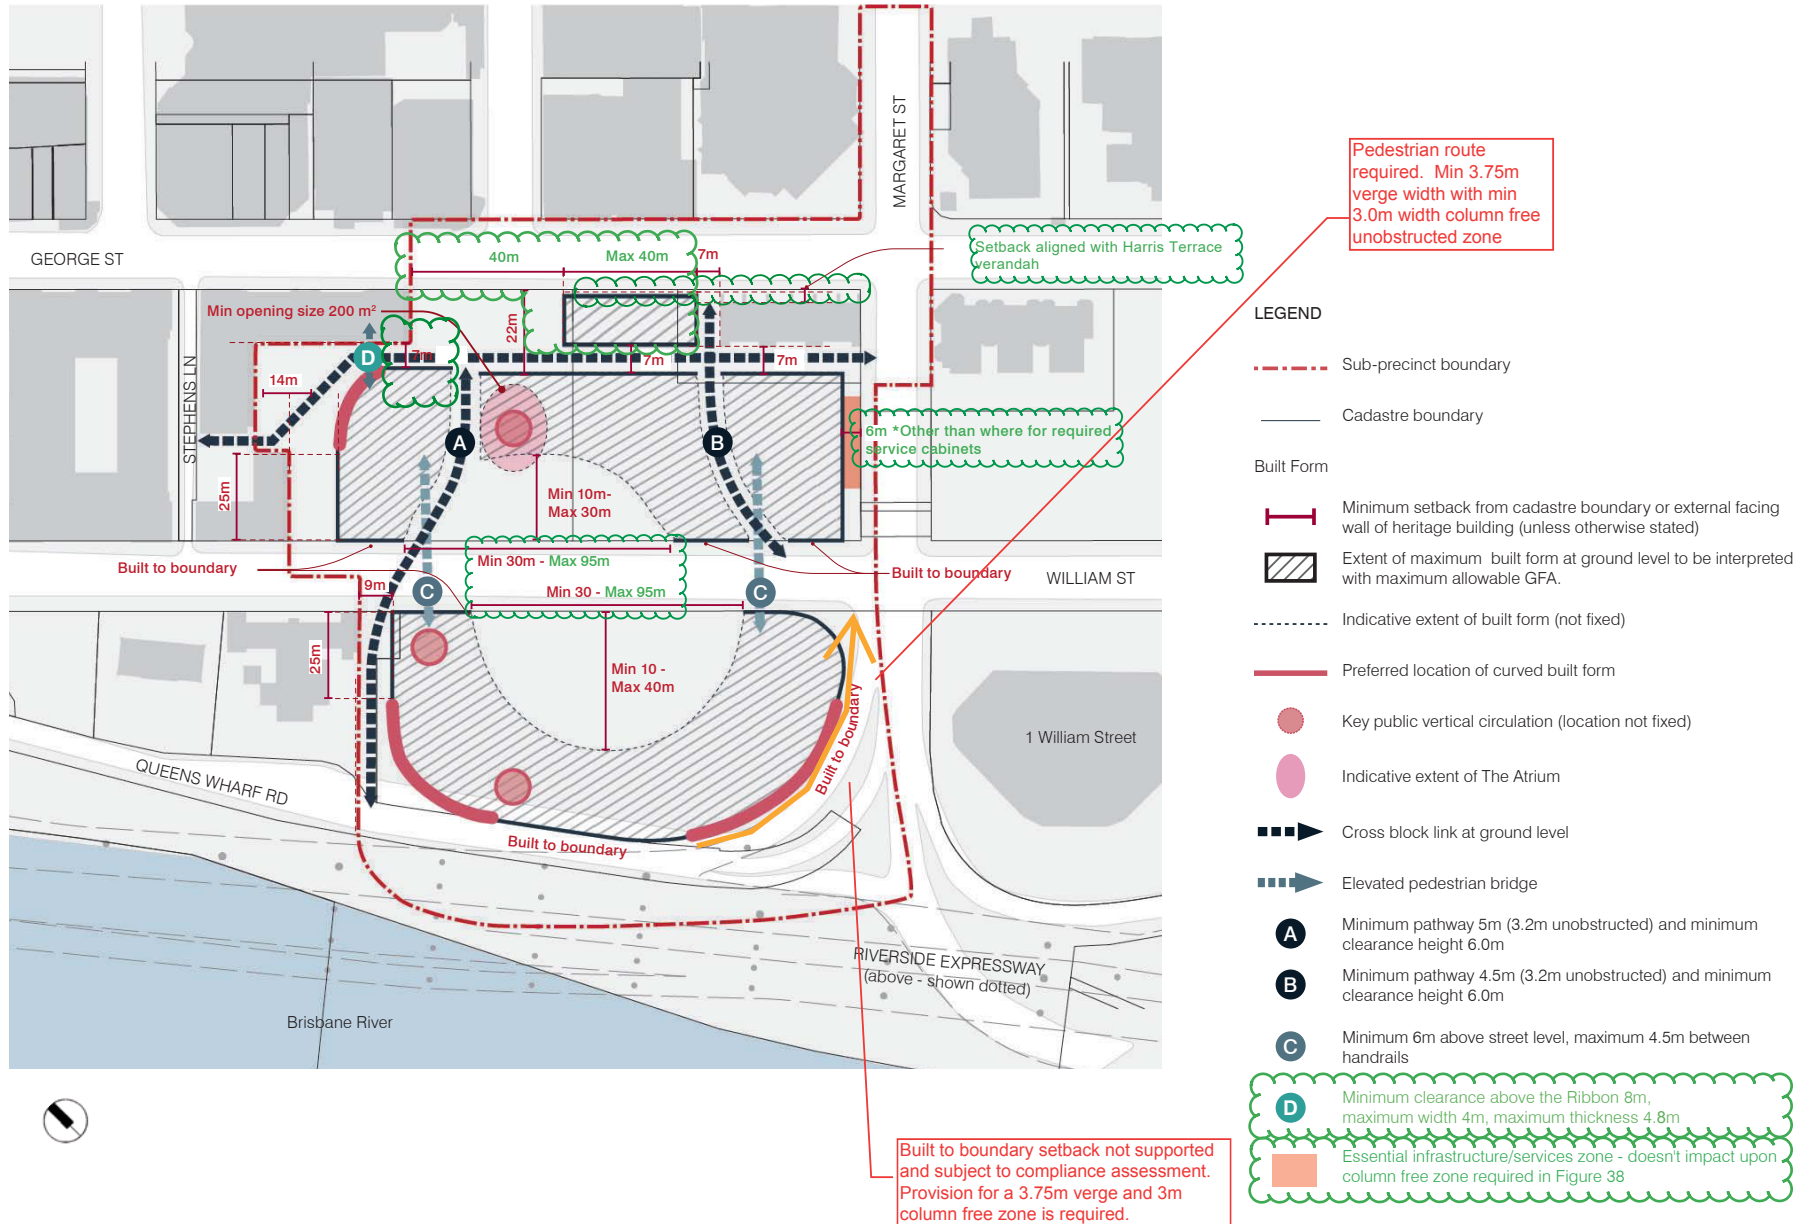 MARGARET ST
Pedestrian route
required. Min 3.75m
verge width with min
3.0m width column free
unobstructed zone
GEORGE ST
40m
Max 40m
7m
Setback aligned with Harris Terrace
verandah
Min opening size 200 m²
22m
D
7m
7m
7m
14m
STEPHENS LN
A
B
6m *Other than where for required
service cabinets
25m
Min 10m-
Max 30m
Built to boundary
Min 30m - Max 95m
Built to boundary
WILLIAM ST
9m
C
Min 30 - Max 95m
C
25m
Min 10 -
Max 40m
Built to boundary
1 William Street
QUEENS WHARF RD
Built to boundary
RIVERSIDE EXPRESSWAY
(above - shown dotted)
Brisbane River
Built to boundary setback not supported
and subject to compliance assessment.
Provision for a 3.75m verge and 3m
column free zone is required.
LEGEND
Sub-precinct boundary
Cadastre boundary
Built Form
Minimum setback from cadastre boundary or external facing
wall of heritage building (unless otherwise stated)
Extent of maximum built form at ground level to be interpreted
with maximum allowable GFA.
Indicative extent of built form (not fixed)
Preferred location of curved built form
Key public vertical circulation (location not fixed)
Indicative extent of The Atrium
Cross block link at ground level
Elevated pedestrian bridge
A
Minimum pathway 5m (3.2m unobstructed) and minimum
clearance height 6.0m
B
Minimum pathway 4.5m (3.2m unobstructed) and minimum
clearance height 6.0m
C
Minimum 6m above street level, maximum 4.5m between
handrails
D
Minimum clearance above the Ribbon 8m,
maximum width 4m, maximum thickness 4.8m
Essential infrastructure/services zone - doesn't impact upon
column free zone required in Figure 38